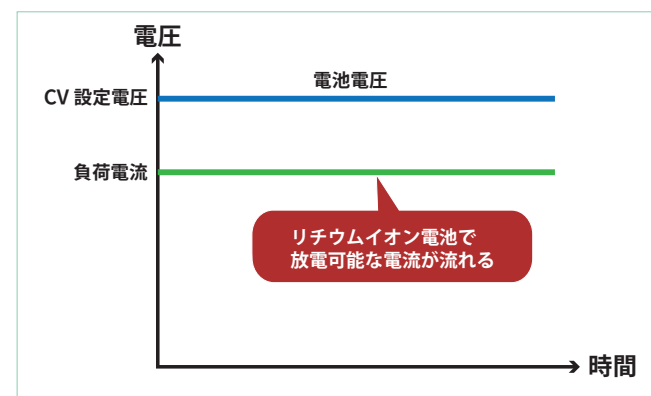 電圧
電池電圧
CV 設定電圧
負荷電流
リチウムイオン電池で
放電可能な電流が流れる
時間